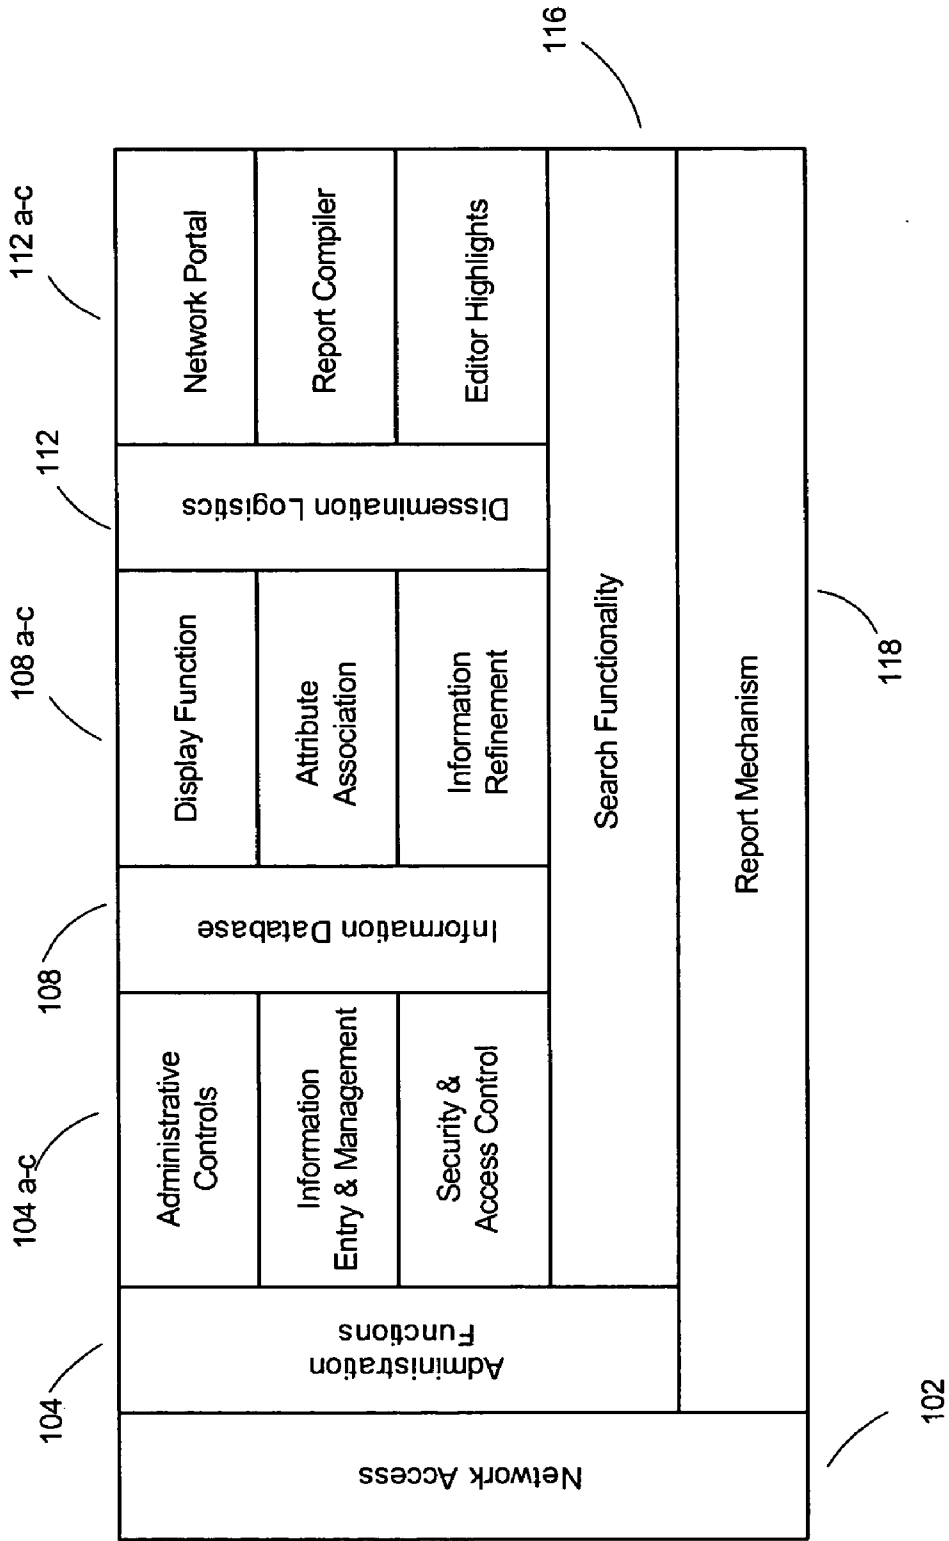 104 a-c
108 a-c
112 a-c
104
108
112
Network Access
Administration
Functions
Administrative
Controls
Information
Entry & Management
Security &
Access Control
Information Database
Display Function
Attribute
Association
Information
Refinement
Dissemination Logistics
Network Portal
Report Compiler
Editor Highlights
Search Functionality
116
Report Mechanism
102
118